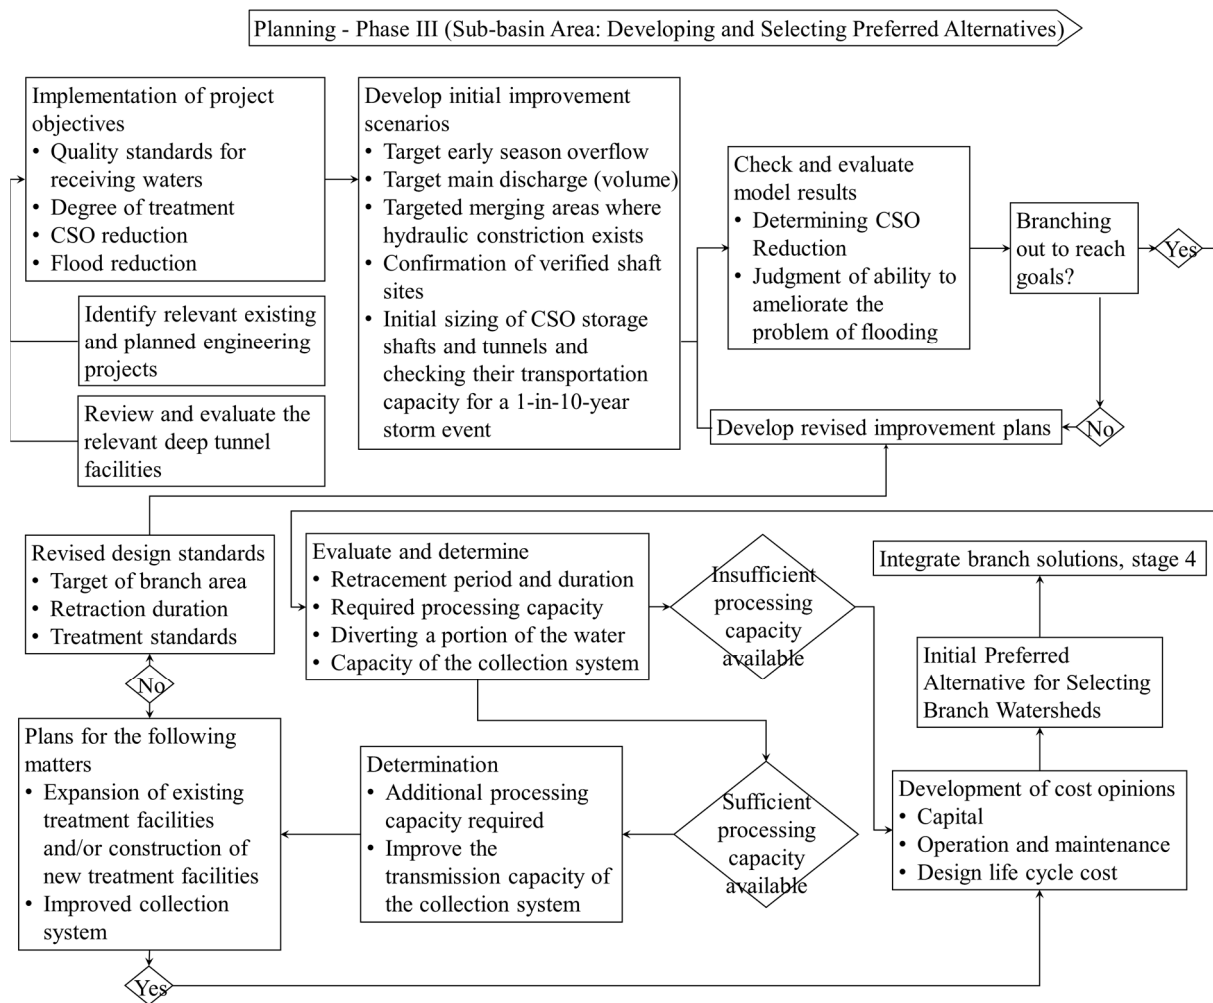 Planning - Phase III (Sub-basin Area: Developing and Selecting Preferred Alternatives)
Implementation of project
objectives
• Quality standards for
receiving waters
• Degree of treatment
• CSO reduction
• Flood reduction
Identify relevant existing
and planned engineering
projects
Review and evaluate the
relevant deep tunnel
facilities
Develop initial improvement
scenarios
• Target early season overflow
• Target main discharge (volume)
• Targeted merging areas where
hydraulic constriction exists
• Confirmation of verified shaft
sites
• Initial sizing of CSO storage
shafts and tunnels and
checking their transportation
capacity for a 1-in-10-year
storm event
Check and evaluate
model results
• Determining CSO
Reduction
• Judgment of ability to
ameliorate the
problem of flooding
Branching
out to reach
goals?
Yes
No
Develop revised improvement plans
Revised design standards
• Target of branch area
• Retraction duration
• Treatment standards
No
Plans for the following
matters
• Expansion of existing
treatment facilities
and/or construction of
new treatment facilities
• Improved collection
system
Yes
Evaluate and determine
• Retracement period and duration
• Required processing capacity
• Diverting a portion of the water
• Capacity of the collection system
Insufficient
processing
capacity
available
Determination
• Additional processing
capacity required
• Improve the
transmission capacity of
the collection system
Sufficient
processing
capacity
available
Integrate branch solutions, stage 4
Initial Preferred
Alternative for Selecting
Branch Watersheds
Development of cost opinions
• Capital
• Operation and maintenance
• Design life cycle cost